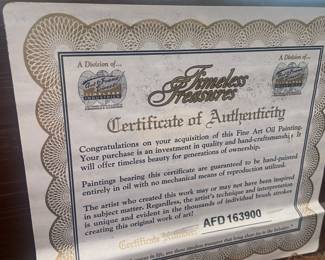 A Division of...
A Division of...
Timeless
Treasures
Certificate of Authenticity
Congratulations on your acquisition of this Fine Art Oil Painting.
Your purchase is an investment in quality and hand-craftsmanship. It
will offer timeless beauty for generations of ownership.
Paintings bearing this certificate are guaranteed to be hand-painted
entirely in oil with no mechanical means of reproduction utilized.
The artist who created this work may or may not have been inspired
in subject matter. Regardless, the artist's technique and interpretation
is unique and evident in the thousands of individual brush strokes
creating this original work of art!
AFD 163900
Certificate Number: